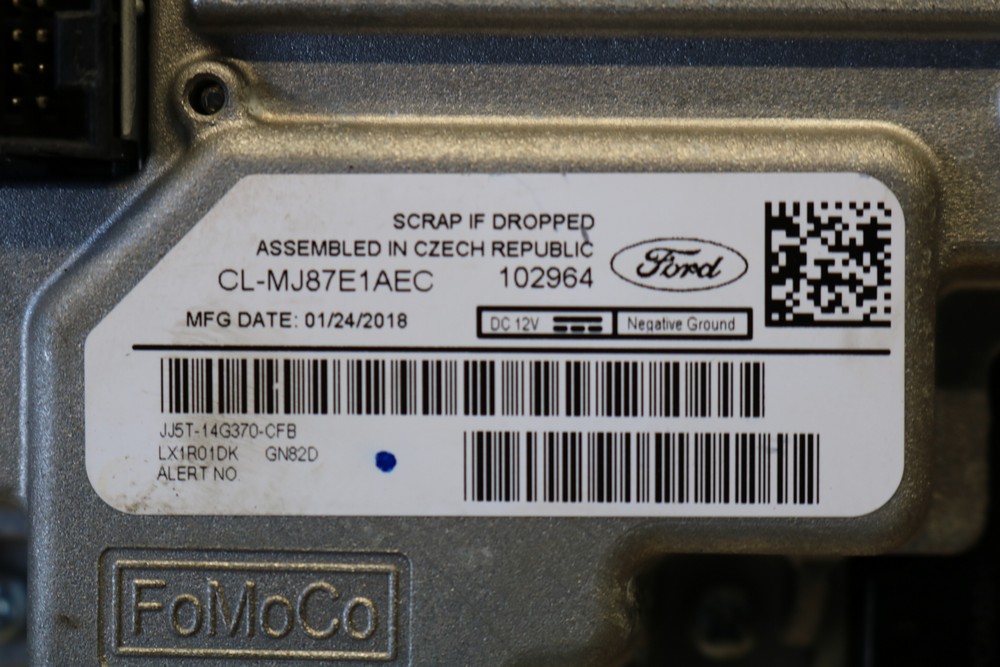 SCRAP IF DROPPED
ASSEMBLED IN CZECH REPUBLIC
CL-MJ87E1AEC 102964
Ford
MFG DATE: 01/24/2018
DC 12V Negative Ground
JJ5T-14G370-CFB
LX1R01DK GN82D
ALERT NO.
FoMoCo